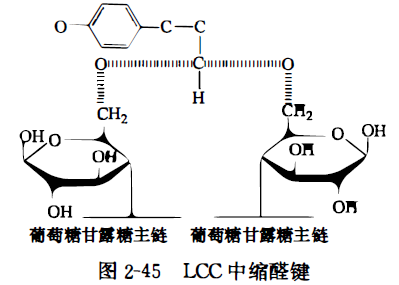 O C C
O C O
H
CH₂ CH₂
OH O O OH
OH OH
OH OH
葡萄糖甘露糖主链 葡萄糖甘露糖主链
图 2-45 LCC 中缩醛键